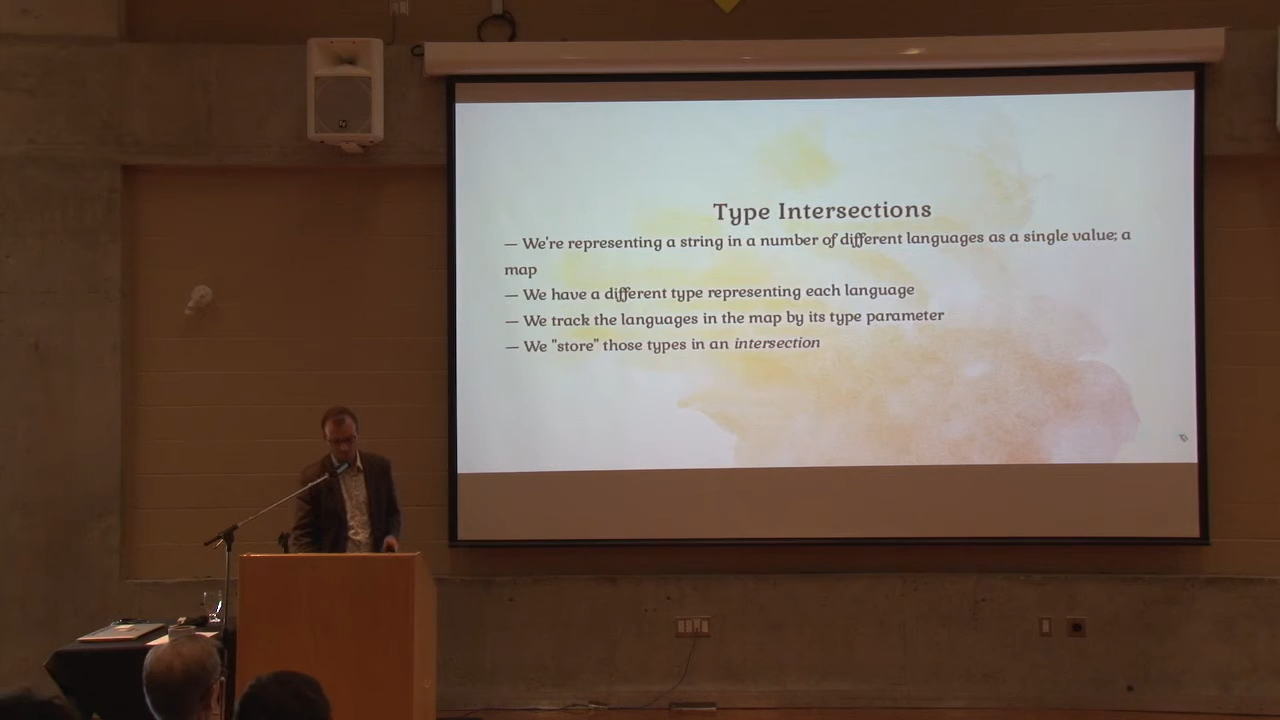 Type Intersections
— We're representing a string in a number of different languages as a single value; a
map
— We have a different type representing each language
— We track the languages in the map by its type parameter
— We "store" those types in an intersection